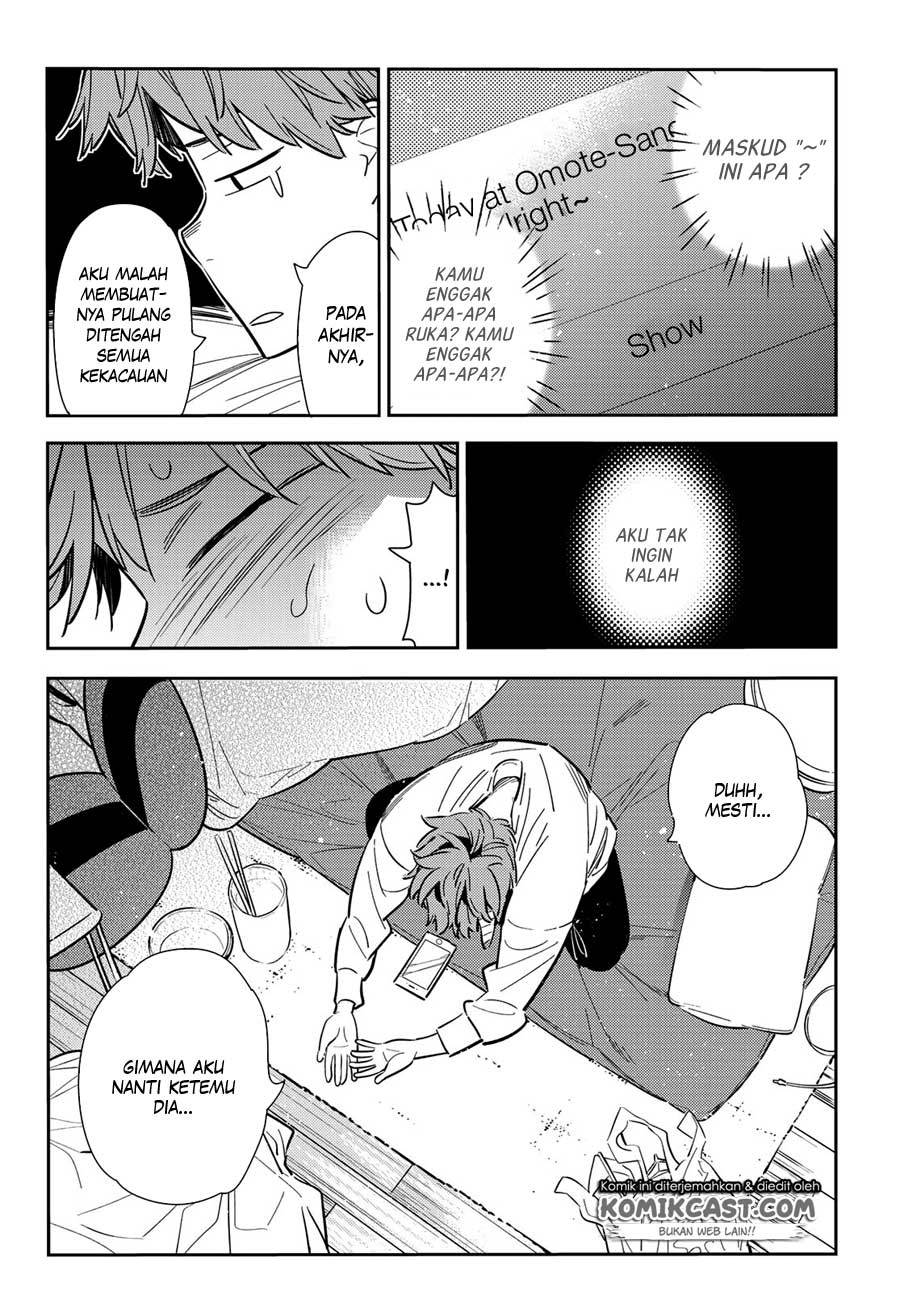 MASKUD "~"
INI APA ?
at Omote-Sand
right~
Show
KAMU
ENGGAK
APA-APA
RUKA? KAMU
ENGGAK
APA-APA?!
PADA
AKHIR-
NYA,
AKU MALAH
MEMBUAT-
NYA PULANG
DITENGAH
SEMUA
KEKACAUAN
AKU TAK
INGIN
KALAH
....!
DUHH,
MESTI...
GIMANA AKU
NANTI KETEMU
DIA...
Komik ini diterjemahkan & diedit oleh
KOMIKCAST.COM
BUKAN WEB LAIN!!